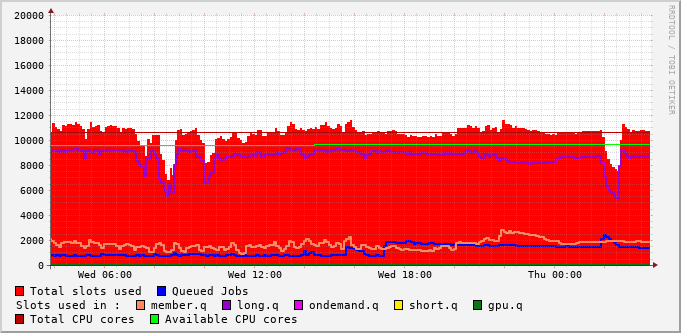 20000
18000
16000
14000
12000
10000
8000
6000
4000
2000
0
Wed 06:00 Wed 12:00 Wed 18:00 Thu 00:00
RRDTOOL / TOBI OETIKER
Total slots used Queued Jobs
Slots used in : member.q long.q ondemand.q short.q gpu.q
Total CPU cores Available CPU cores